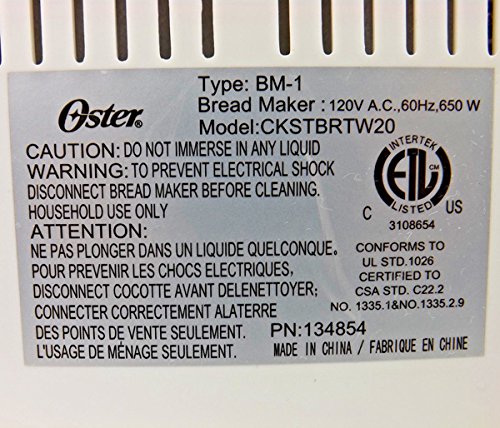 Type: BM-1
Oster® Bread Maker : 120V A.C.,60Hz,650 W
Model:CKSTBRTW20
CAUTION: DO NOT IMMERSE IN ANY LIQUID
WARNING: TO PREVENT ELECTRICAL SHOCK
DISCONNECT BREAD MAKER BEFORE CLEANING.
HOUSEHOLD USE ONLY
ATTENTION:
NE PAS PLONGER DANS UN LIQUIDE QUELCONQUE.
POUR PREVENIR LES CHOCS ELECTRIQUES,
DISCONNECT COCOTTE AVANT DELENETTOYER;
CONNECTER CORRECTEMENT ALATERRE
DES POINTS DE VENTE SEULEMENT.
L'USAGE DE MÉNAGE SEULEMENT.
INTERTEK
ETL
LISTED
C US
3108654
CONFORMS TO
UL STD.1026
CERTIFIED TO
CSA STD. C22.2
NO. 1335.1&NO.1335.2.9
PN:134854
MADE IN CHINA / FABRIQUE EN CHINE